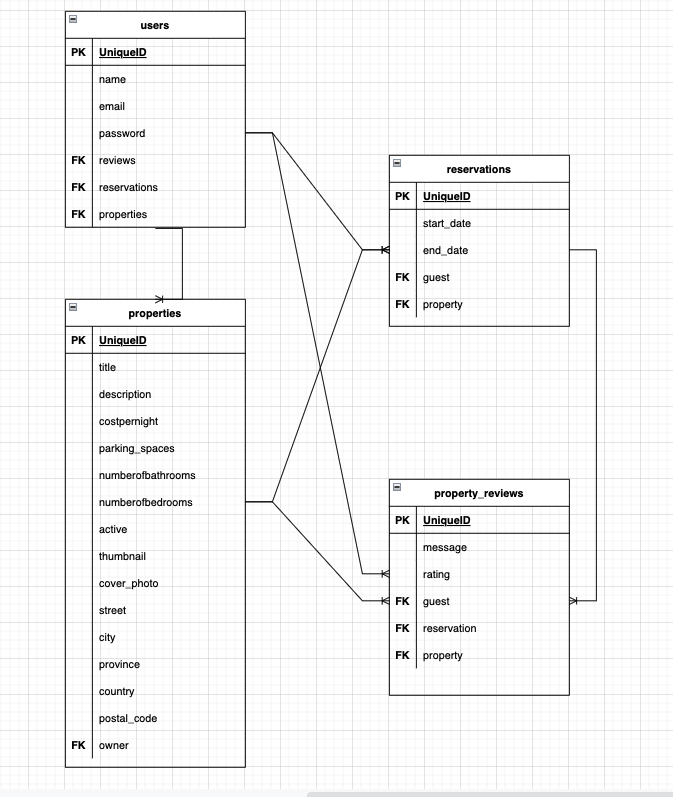 users
PK UniqueID
name
email
password
FK reviews
FK reservations
FK properties
properties
PK UniqueID
title
description
costpernight
parking_spaces
numberofbathrooms
numberofbedrooms
active
thumbnail
cover_photo
street
city
province
country
postal_code
FK owner
reservations
PK UniqueID
start_date
end_date
FK guest
FK property
property_reviews
PK UniqueID
message
rating
FK guest
FK reservation
FK property